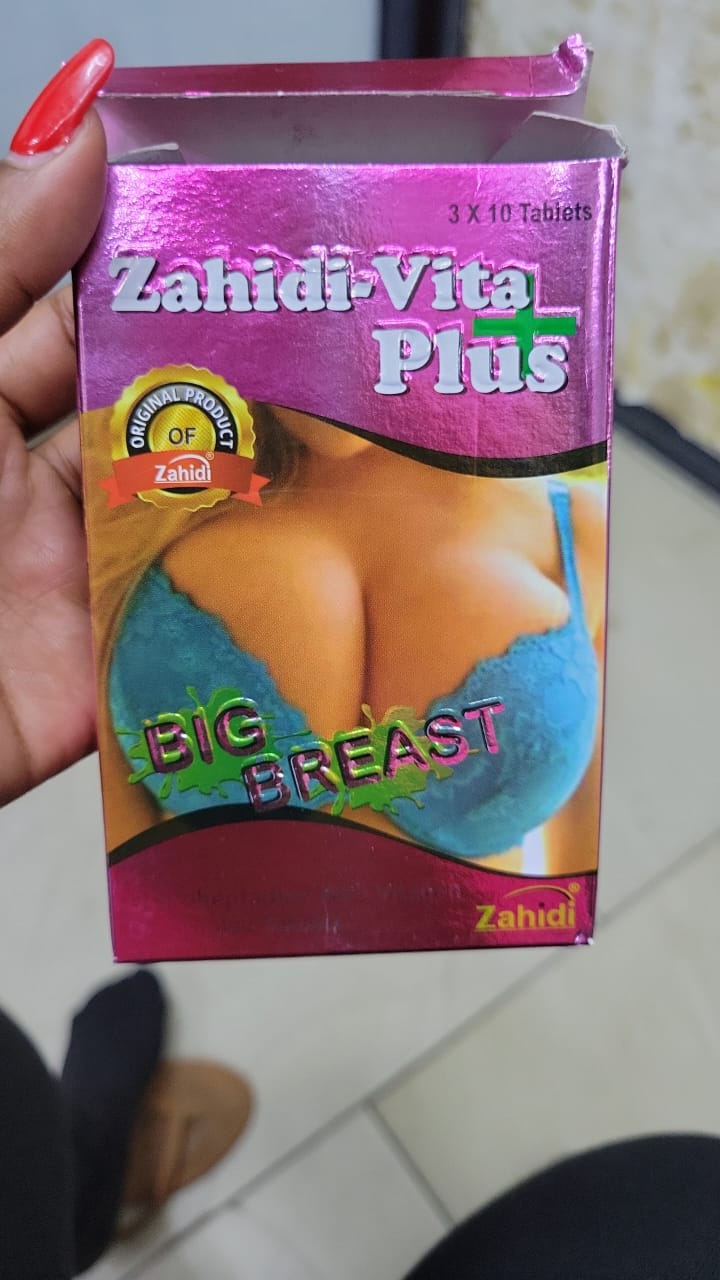 3 X 10 Tablets
Zahidi-Vita
Plus
ORIGINAL PRODUCT
OF
Zahidi®
BIG
BREAST
Zahidi®